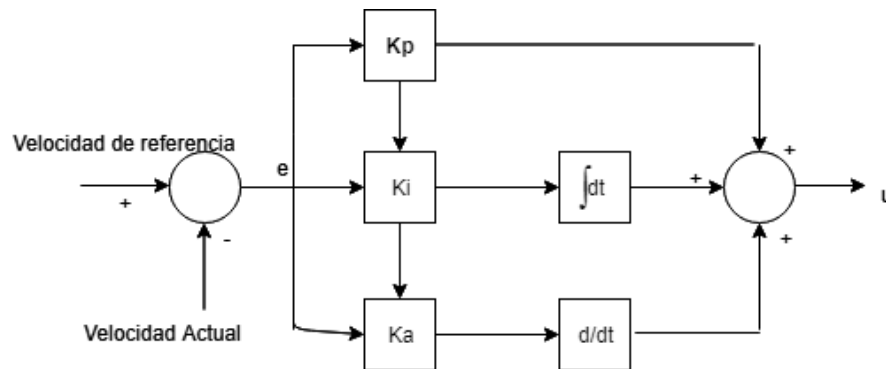 Kp
+
Velocidad de referencia
e
Ki
∫dt
+
u
+
-
+
Velocidad Actual
Ka
d/dt